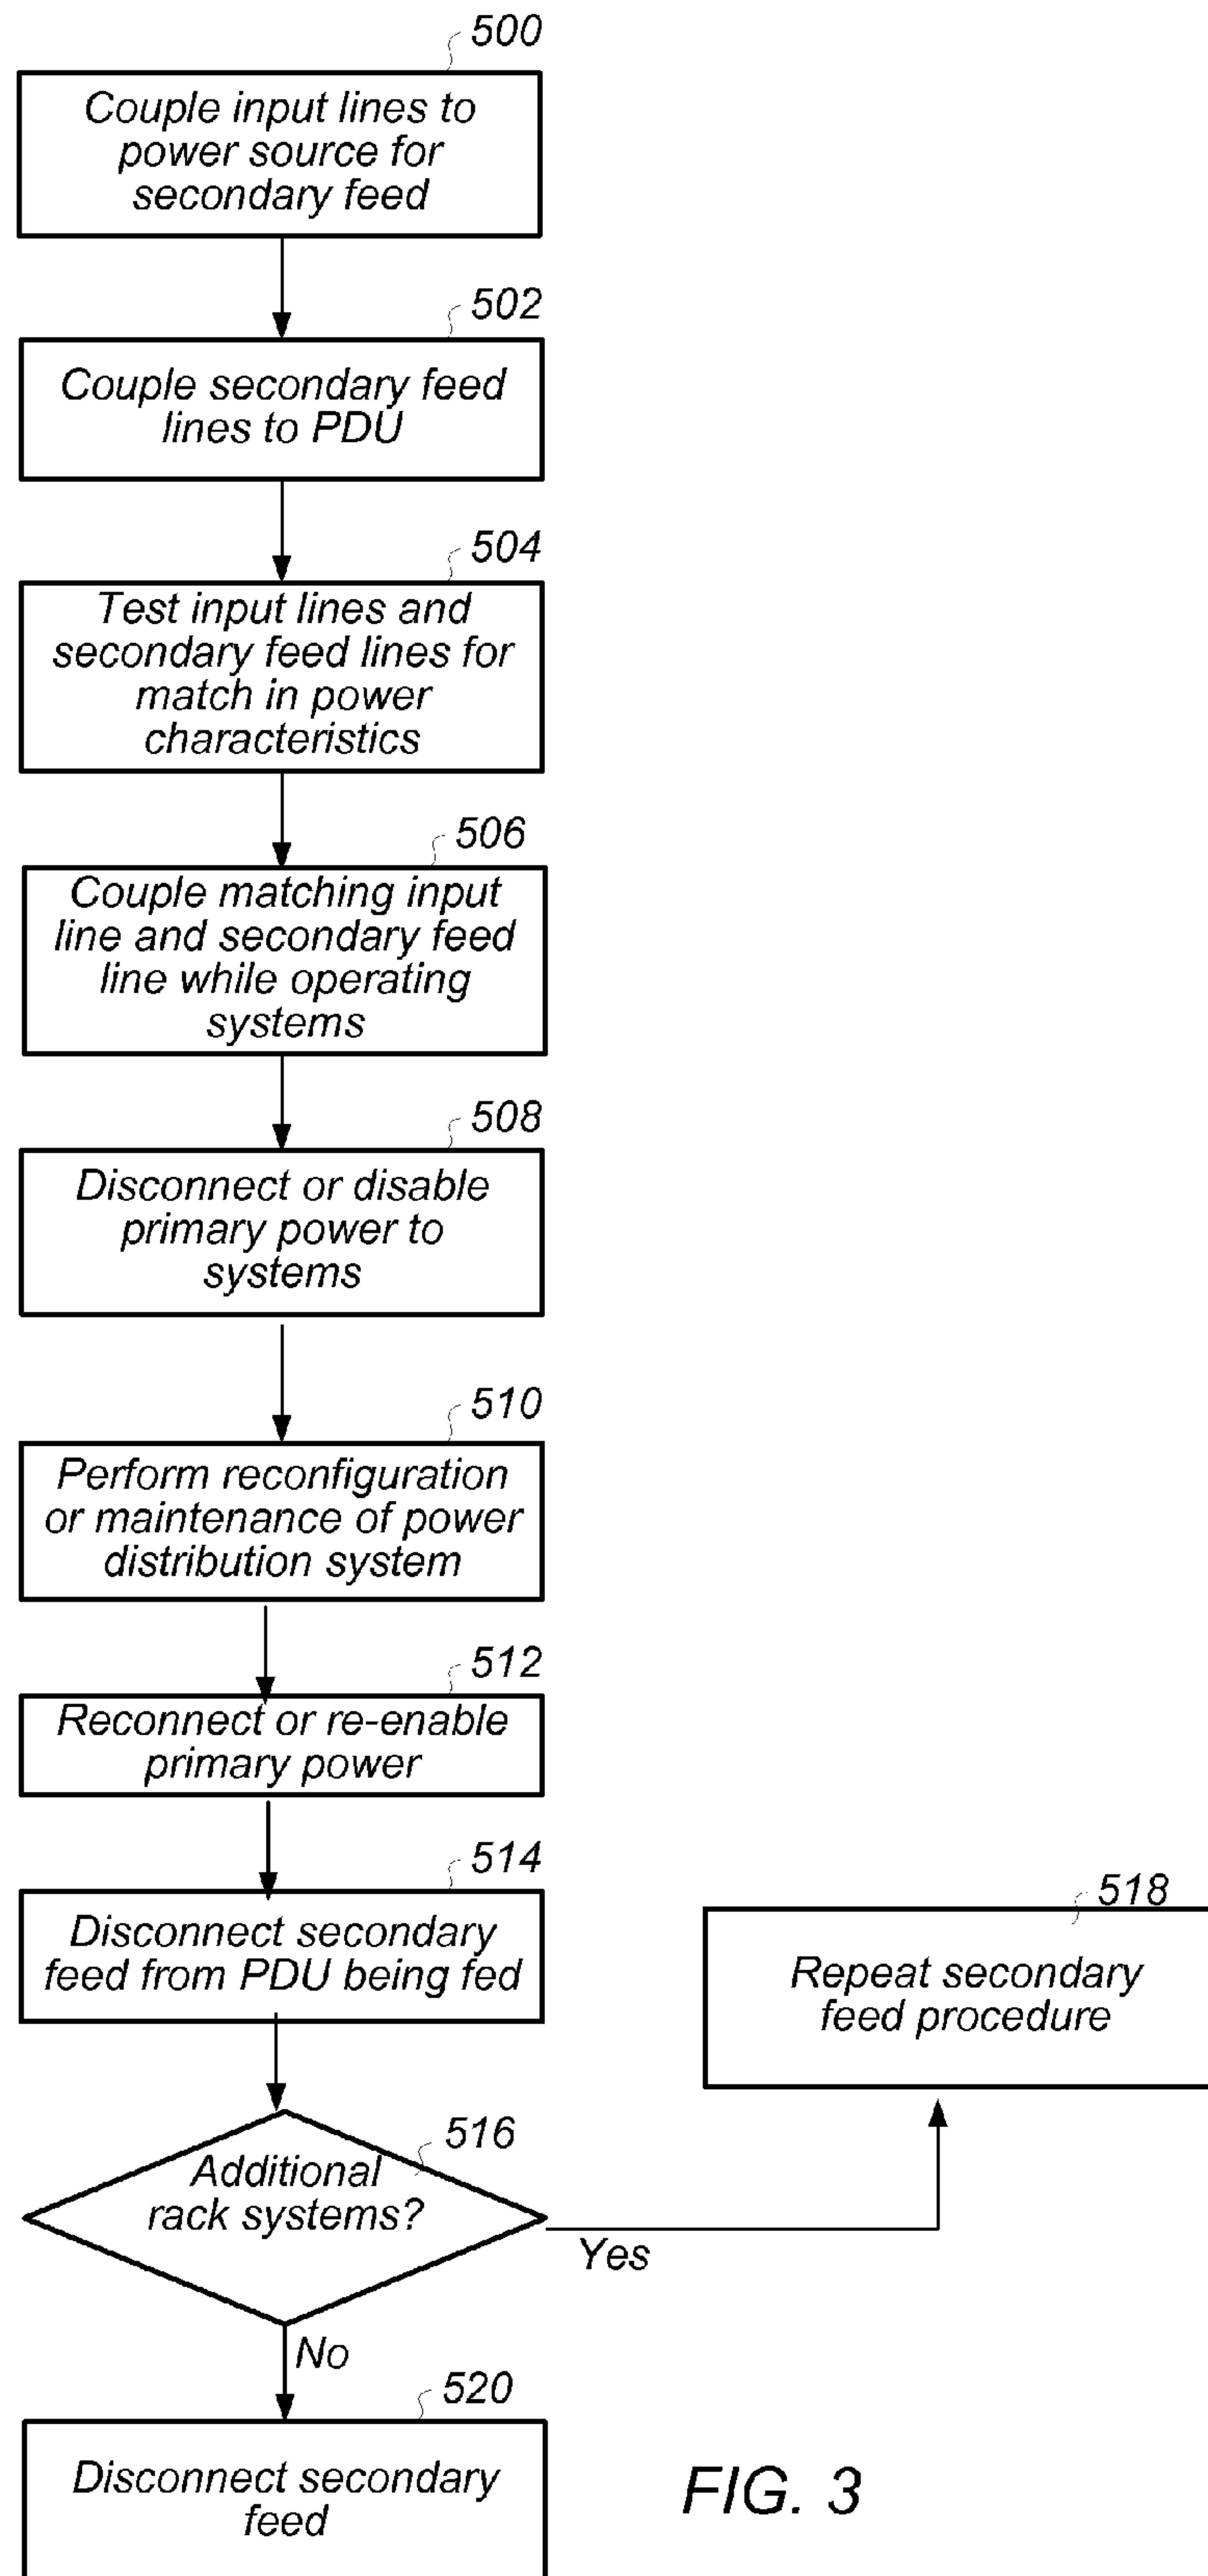 500
Couple input lines to
power source for
secondary feed
502
Couple secondary feed
lines to PDU
504
Test input lines and
secondary feed lines for
match in power
characteristics
506
Couple matching input
line and secondary feed
line while operating
systems
508
Disconnect or disable
primary power to
systems
510
Perform reconfiguration
or maintenance of power
distribution system
512
Reconnect or re-enable
primary power
514
Disconnect secondary
feed from PDU being fed
518
Repeat secondary
feed procedure
516
Additional
rack systems?
Yes
No
520
Disconnect secondary
feed
FIG. 3